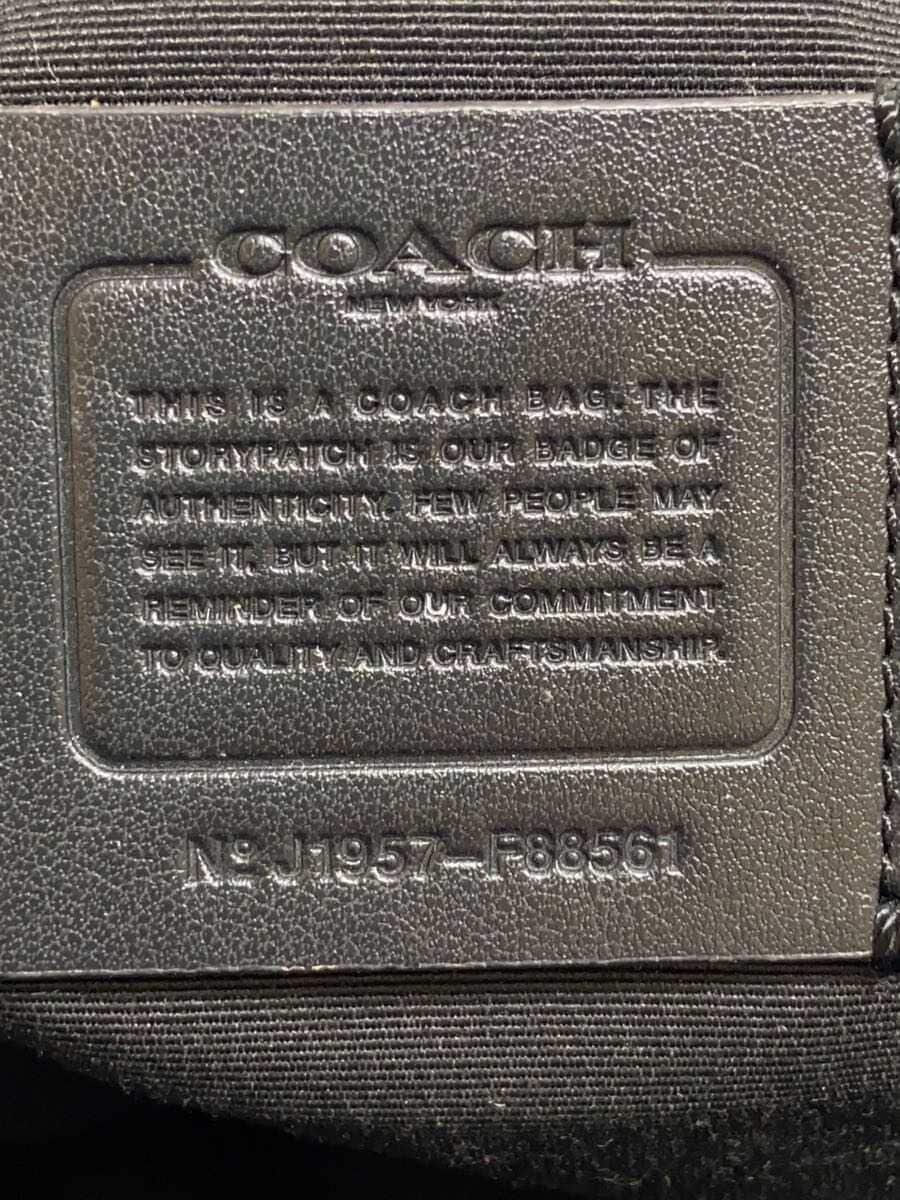 COACH
NEW YORK
THIS IS A COACH BAG. THE
STORYPATCH IS OUR BADGE OF
AUTHENTICITY. FEW PEOPLE MAY
SEE IT, BUT IT WILL ALWAYS BE A
REMINDER OF OUR COMMITMENT
TO QUALITY AND CRAFTSMANSHIP.
Nº J1957-F88561